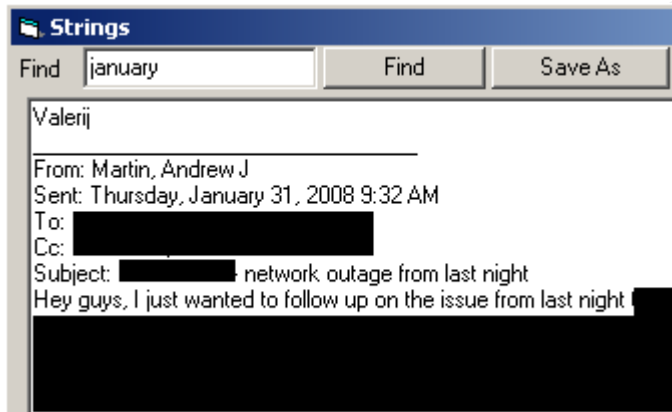 Strings
Find january Find Save As
Valerij
From: Martin, Andrew J
Sent: Thursday, January 31, 2008 9:32 AM
To:
Cc:
Subject: network outage from last night
Hey guys, I just wanted to follow up on the issue from last night